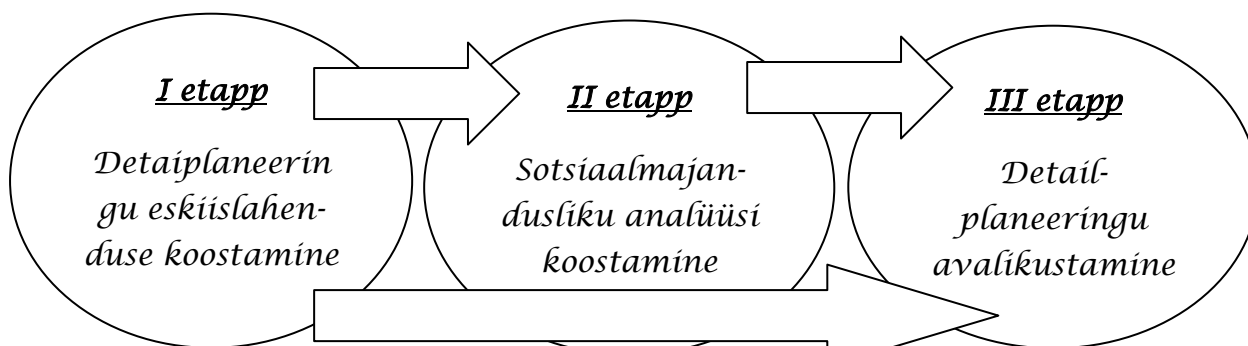 I etapp
Detaiplaneerin
gu eskiislahen-
duse koostamine
II etapp
Sotsiaalmajan-
dusliku analüüsi
koostamine
III etapp
Detail-
planeeringu
avalikustamine